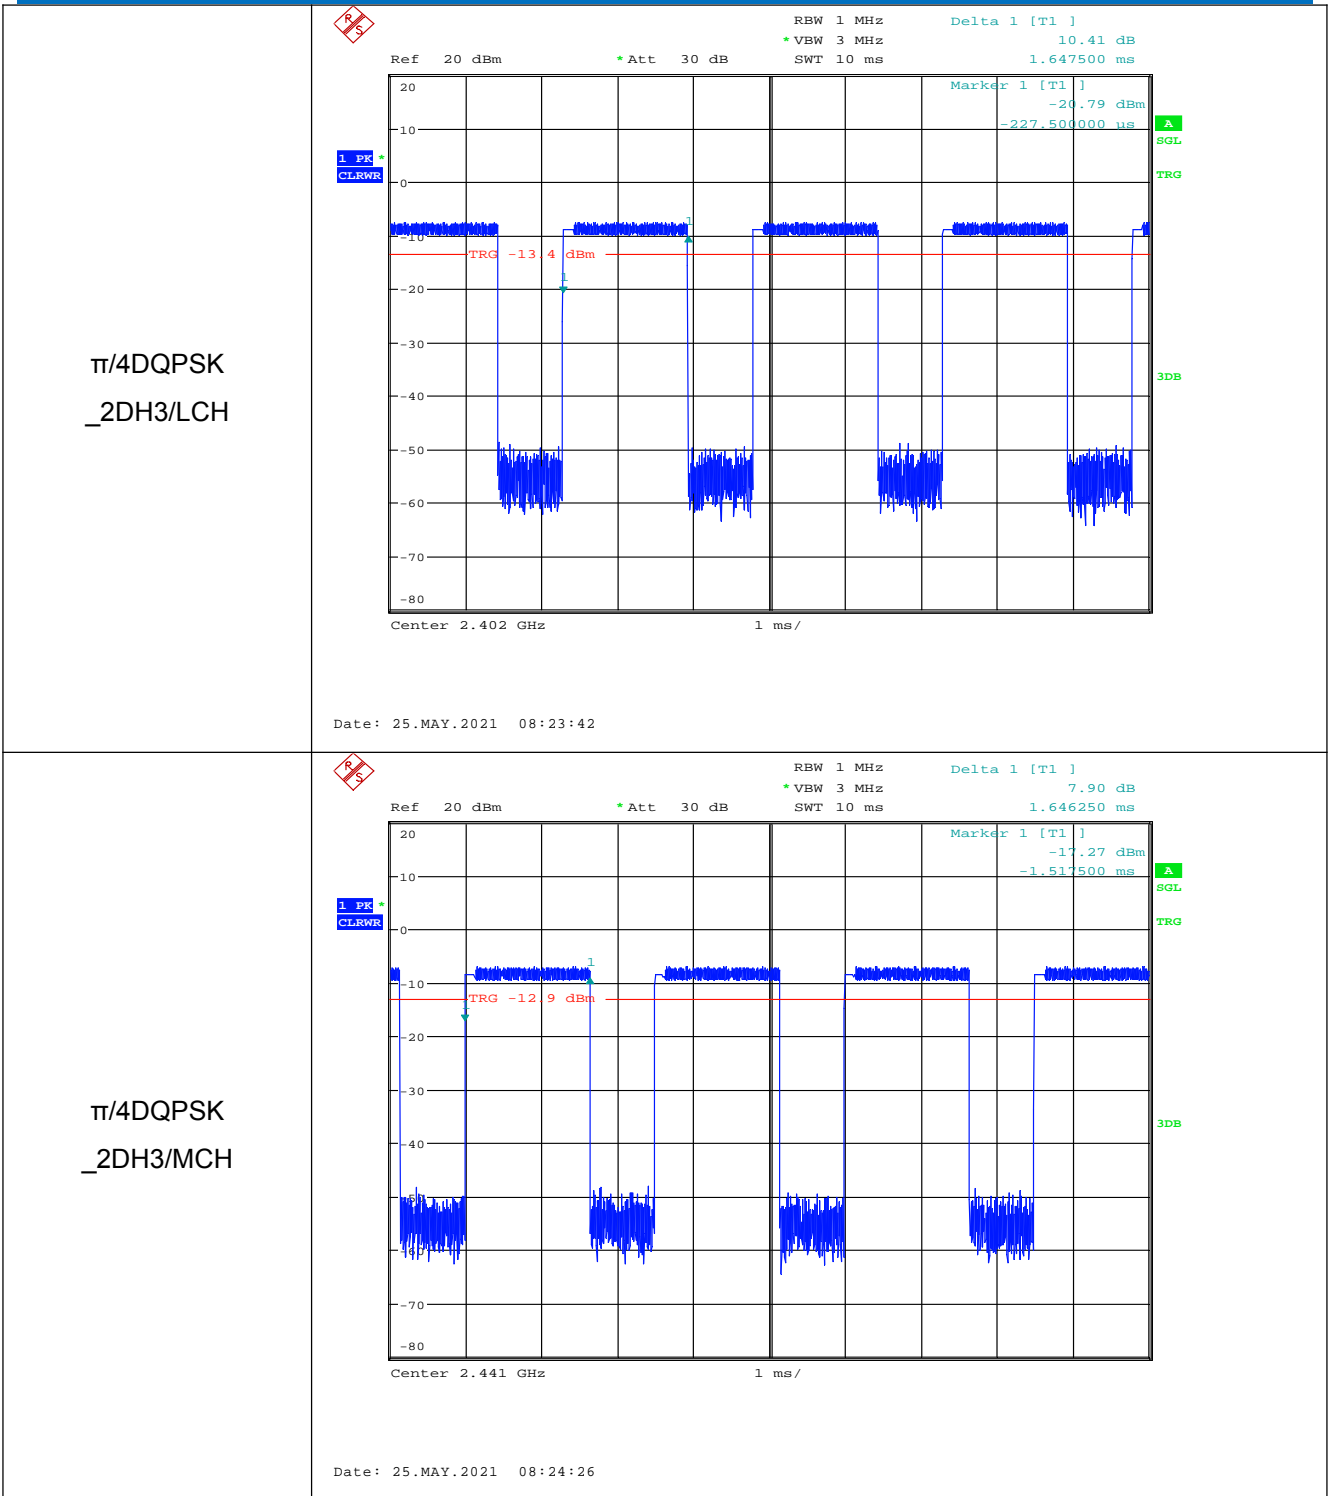 π/4DQPSK
_2DH3/LCH
R S
RBW 1 MHz Delta 1 [T1 ]
*VBW 3 MHz 10.41 dB
Ref 20 dBm *Att 30 dB SWT 10 ms 1.647500 ms
20 Marker 1 [T1 ]
-20.79 dBm
10 -227.500000 µs A
SGL
1 PK *
CLRWR
TRG
0
1
-10
TRG -13.4 dBm
1
-20
-30
3DB
-40
-50
-60
-70
-80
Center 2.402 GHz 1 ms/
Date: 25.MAY.2021 08:23:42
π/4DQPSK
_2DH3/MCH
R S
RBW 1 MHz Delta 1 [T1 ]
*VBW 3 MHz 7.90 dB
Ref 20 dBm *Att 30 dB SWT 10 ms 1.646250 ms
20 Marker 1 [T1 ]
-17.27 dBm
10 -1.517500 ms A
SGL
1 PK *
CLRWR
TRG
0
1
-10
TRG -12.9 dBm
1
-20
-30
3DB
-40
-50
-60
-70
-80
Center 2.441 GHz 1 ms/
Date: 25.MAY.2021 08:24:26